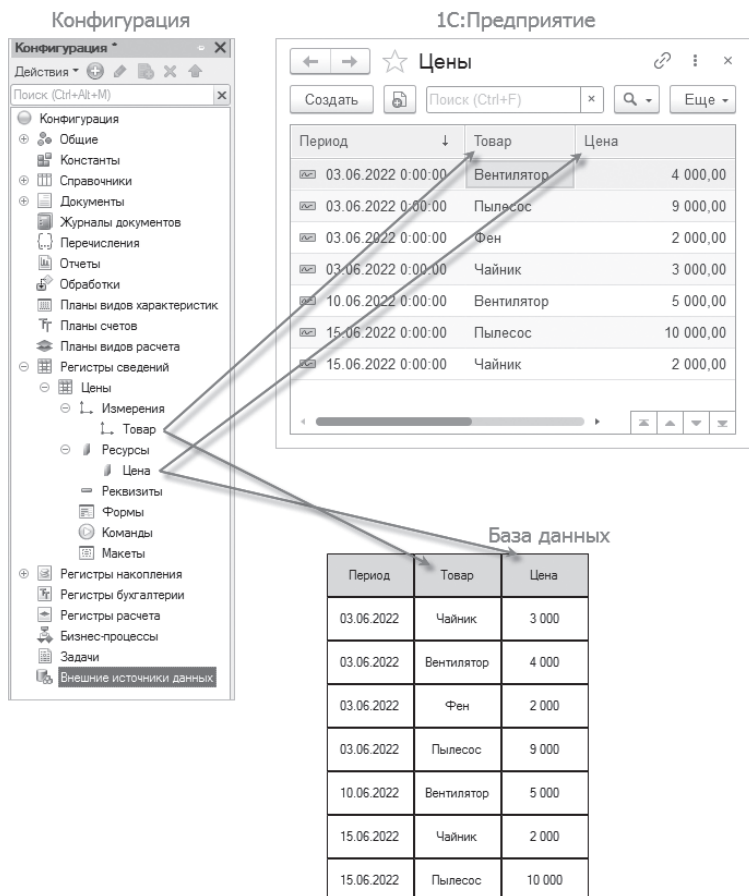 Конфигурация
Конфигурация *
Действия
Поиск (Ctrl+Alt+M)
Конфигурация
Общие
Константы
Справочники
Документы
Журналы документов
Перечисления
Отчеты
Обработки
Планы видов характеристик
Планы счетов
Планы видов расчета
Регистры сведений
Цены
Измерения
Товар
Ресурсы
Цена
Реквизиты
Формы
Команды
Макеты
Регистры накопления
Регистры бухгалтерии
Регистры расчета
Бизнес-процессы
Задачи
Внешние источники данных
1С:Предприятие
Цены
Создать Поиск (Ctrl+F) Еще
Период Товар Цена
03.06.2022 0:00:00 Вентилятор 4 000,00
03.06.2022 0:00:00 Пылесос 9 000,00
03.06.2022 0:00:00 Фен 2 000,00
03.06.2022 0:00:00 Чайник 3 000,00
10.06.2022 0:00:00 Вентилятор 5 000,00
15.06.2022 0:00:00 Пылесос 10 000,00
15.06.2022 0:00:00 Чайник 2 000,00
База данных
Период Товар Цена
03.06.2022 Чайник 3 000
03.06.2022 Вентилятор 4 000
03.06.2022 Фен 2 000
03.06.2022 Пылесос 9 000
10.06.2022 Вентилятор 5 000
15.06.2022 Чайник 2 000
15.06.2022 Пылесос 10 000